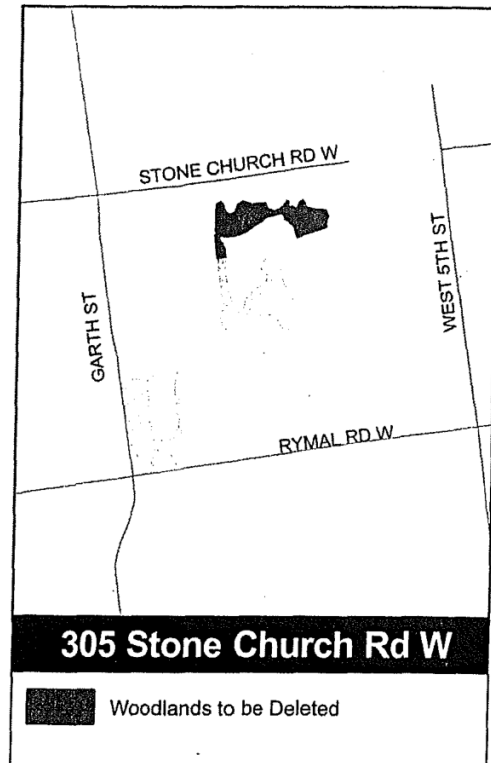 STONE CHURCH RD W
GARTH ST
WEST 5TH ST
RYMAL RD W
305 Stone Church Rd W
Woodlands to be Deleted